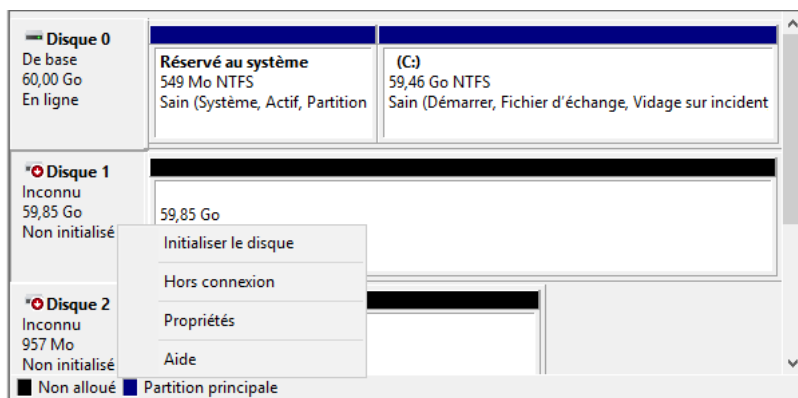 Disque 0
De base
60,00 Go
En ligne
Réservé au système
549 Mo NTFS
Sain (Système, Actif, Partition
(C:)
59,46 Go NTFS
Sain (Démarrer, Fichier d'échange, Vidage sur incident
Disque 1
Inconnu
59,85 Go
Non initialisé
59,85 Go
Initialiser le disque
Hors connexion
Propriétés
Aide
Disque 2
Inconnu
957 Mo
Non initialisé
Non alloué Partition principale